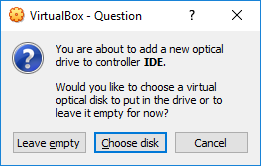 VirtualBox - Question
You are about to add a new optical
drive to controller IDE.
Would you like to choose a virtual
optical disk to put in the drive or to
leave it empty for now?
Leave empty Choose disk Cancel